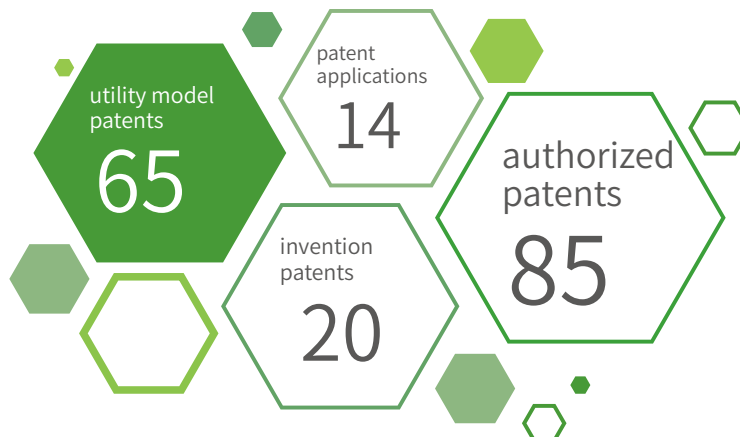 utility model
patents
65
patent
applications
14
authorized
patents
85
invention
patents
20